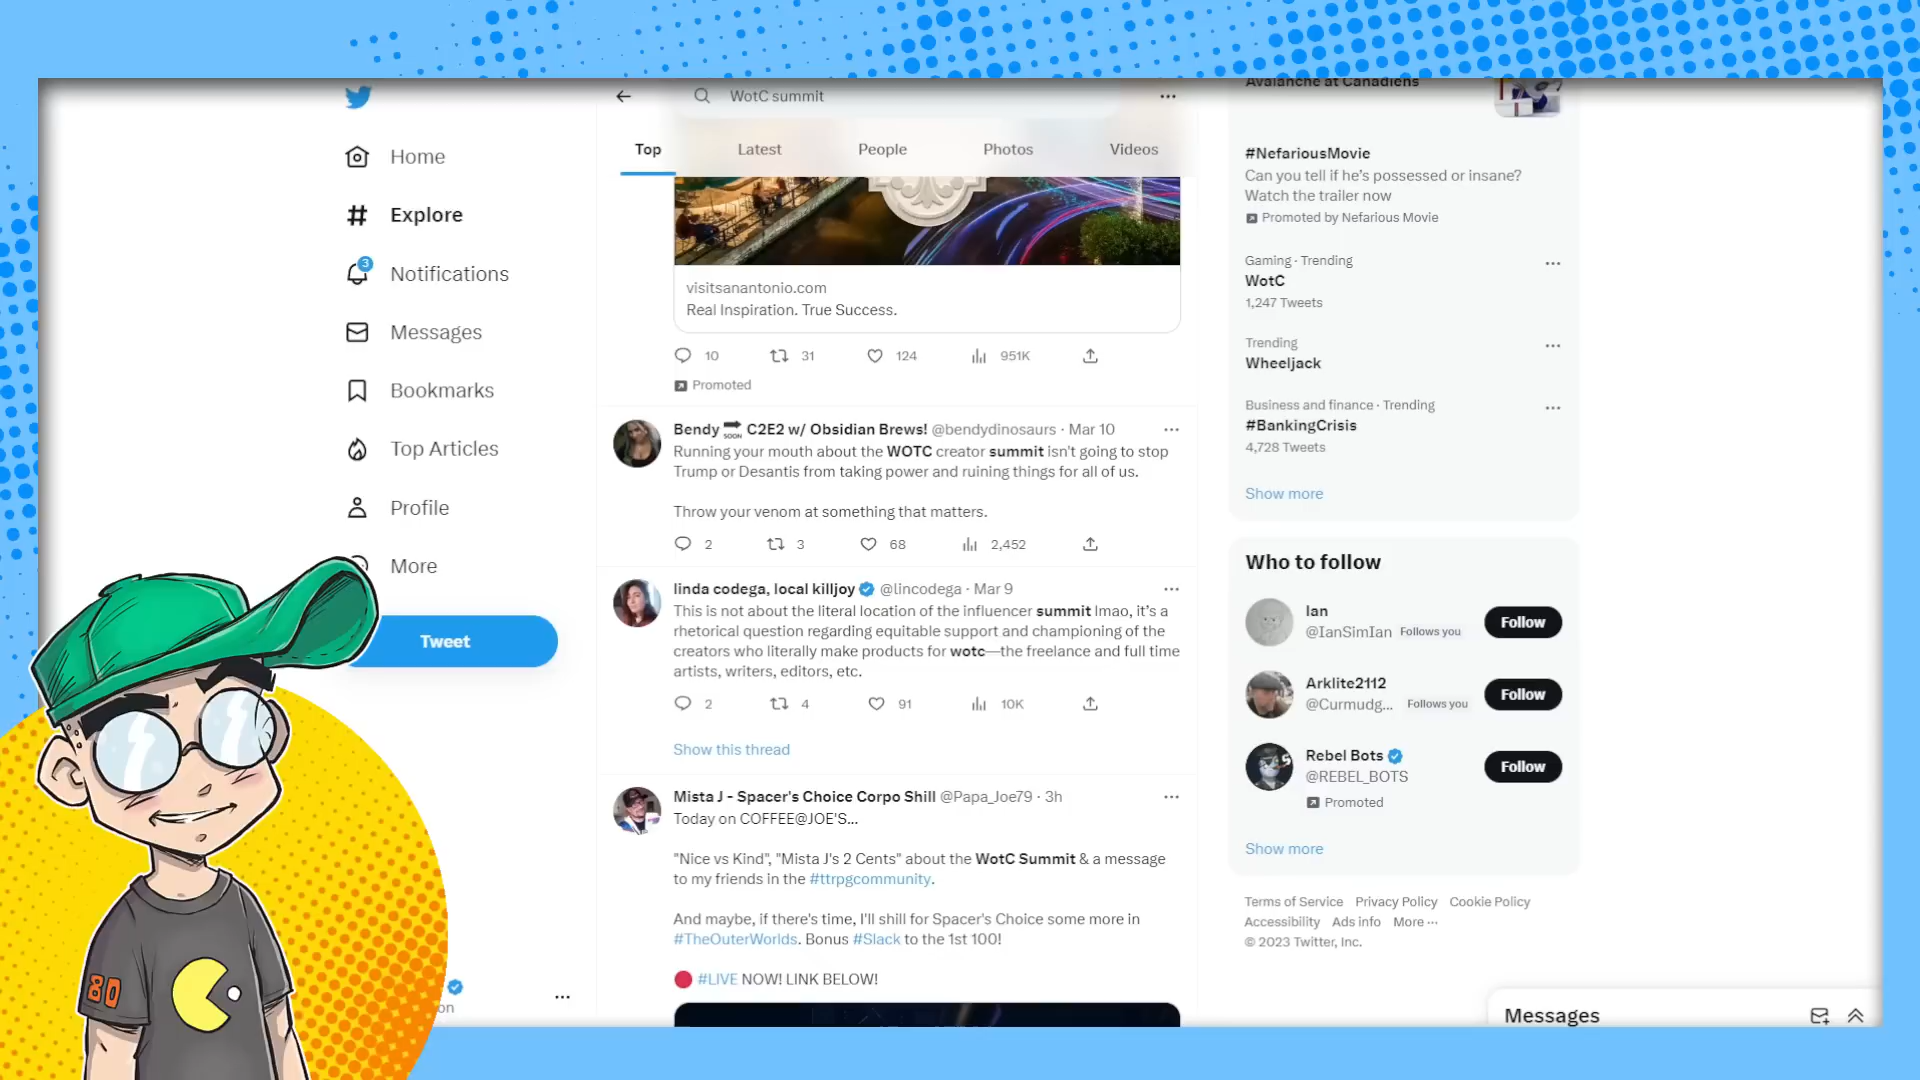 Home
Explore
3
Notifications
Messages
Bookmarks
Top Articles
Profile
More
Tweet
on
80
WotC summit
Top
Latest
People
Photos
Videos
visitsanantonio.com
Real Inspiration. True Success.
10
31
124
951K
Promoted
Bendy SOON C2E2 w/ Obsidian Brews! @bendydinosaurs · Mar 10
Running your mouth about the WOTC creator summit isn't going to stop
Trump or Desantis from taking power and ruining things for all of us.
Throw your venom at something that matters.
2
3
68
2,452
linda codega, local killjoy @lincodega · Mar 9
This is not about the literal location of the influencer summit lmao, it's a
rhetorical question regarding equitable support and championing of the
creators who literally make products for wotc—the freelance and full time
artists, writers, editors, etc.
2
4
91
10K
Show this thread
Mista J - Spacer's Choice Corpo Shill @Papa_Joe79 · 3h
Today on COFFEE@JOE'S...
"Nice vs Kind", "Mista J's 2 Cents" about the WotC Summit & a message
to my friends in the #ttrpgcommunity.
And maybe, if there's time, I'll shill for Spacer's Choice some more in
#TheOuterWorlds. Bonus #Slack to the 1st 100!
#LIVE NOW! LINK BELOW!
Avalanche at Canadiens
#NefariousMovie
Can you tell if he's possessed or insane?
Watch the trailer now
Promoted by Nefarious Movie
Gaming · Trending
WotC
1,247 Tweets
Trending
Wheeljack
Business and finance · Trending
#BankingCrisis
4,728 Tweets
Show more
Who to follow
Ian
@IanSimIan Follows you
Follow
Arklite2112
@Curmudg... Follows you
Follow
Rebel Bots
@REBEL_BOTS
Follow
Promoted
Show more
Terms of Service Privacy Policy Cookie Policy
Accessibility Ads info More ···
© 2023 Twitter, Inc.
Messages